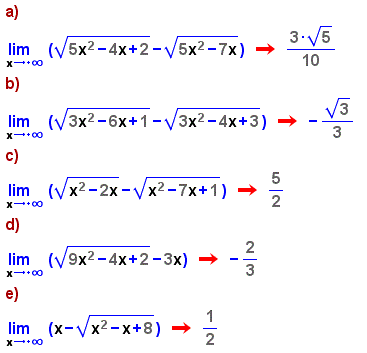 a)
lim x→+∞ (√(5x²−4x+2) − √(5x²−7x)) → (3·√5)/10
b)
lim x→+∞ (√(3x²−6x+1) − √(3x²−4x+3)) → −√3/3
c)
lim x→+∞ (√(x²−2x) − √(x²−7x+1)) → 5/2
d)
lim x→+∞ (√(9x²−4x+2) − 3x) → −2/3
e)
lim x→+∞ (x − √(x²−x+8)) → 1/2